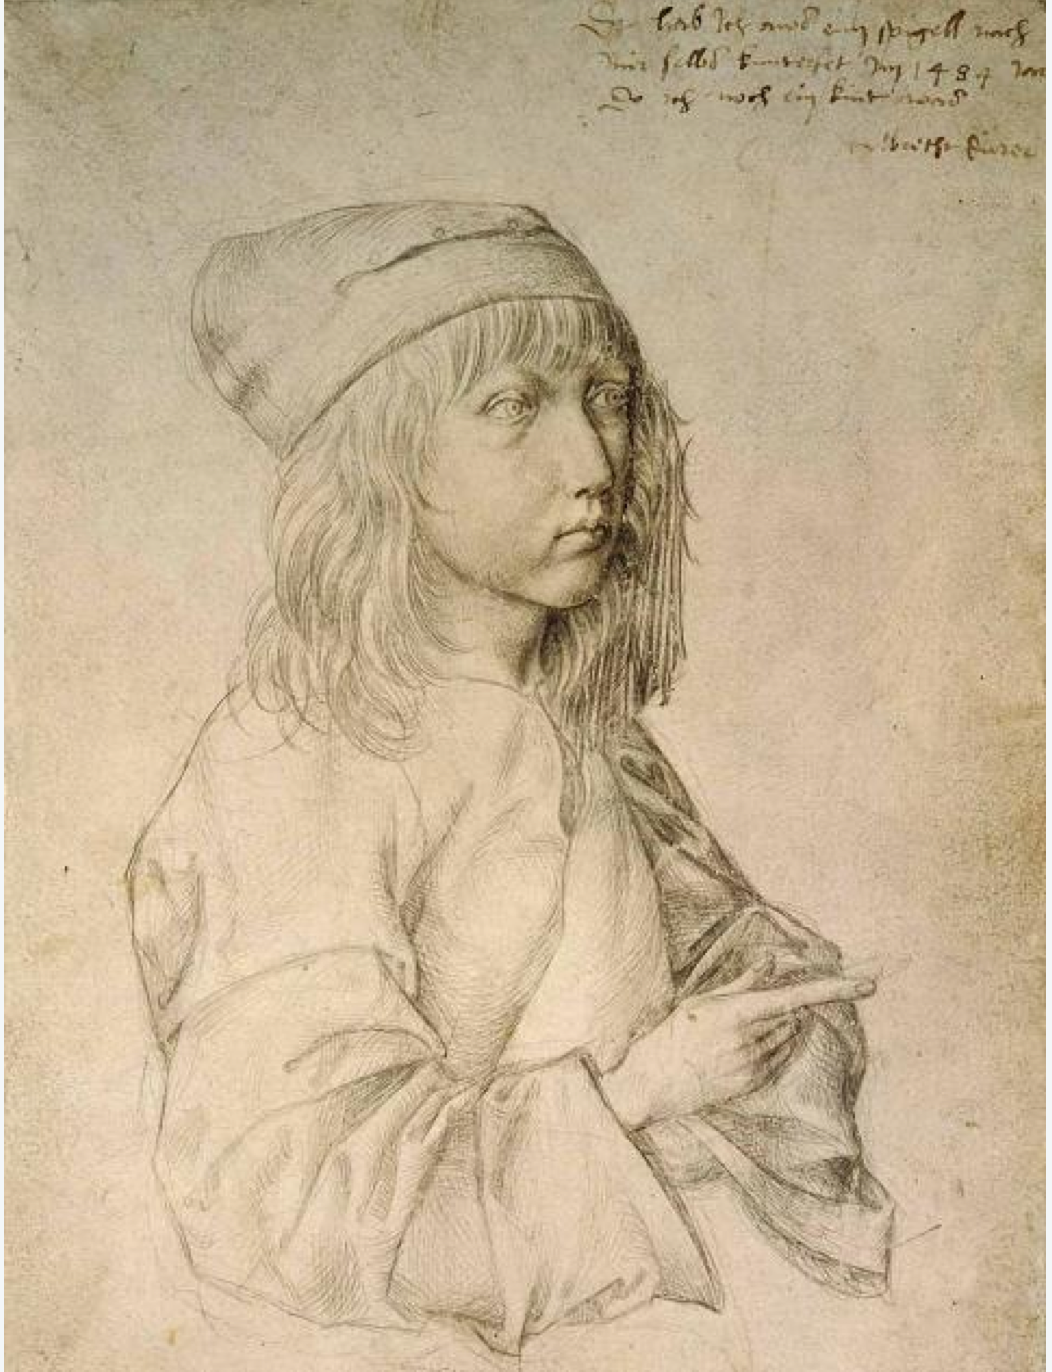 Dz hab Ich aws eim spigell nach
mir selbs kunterfet Im 1484 Jar
Do ich noch ein kint was
Albrecht Dürer